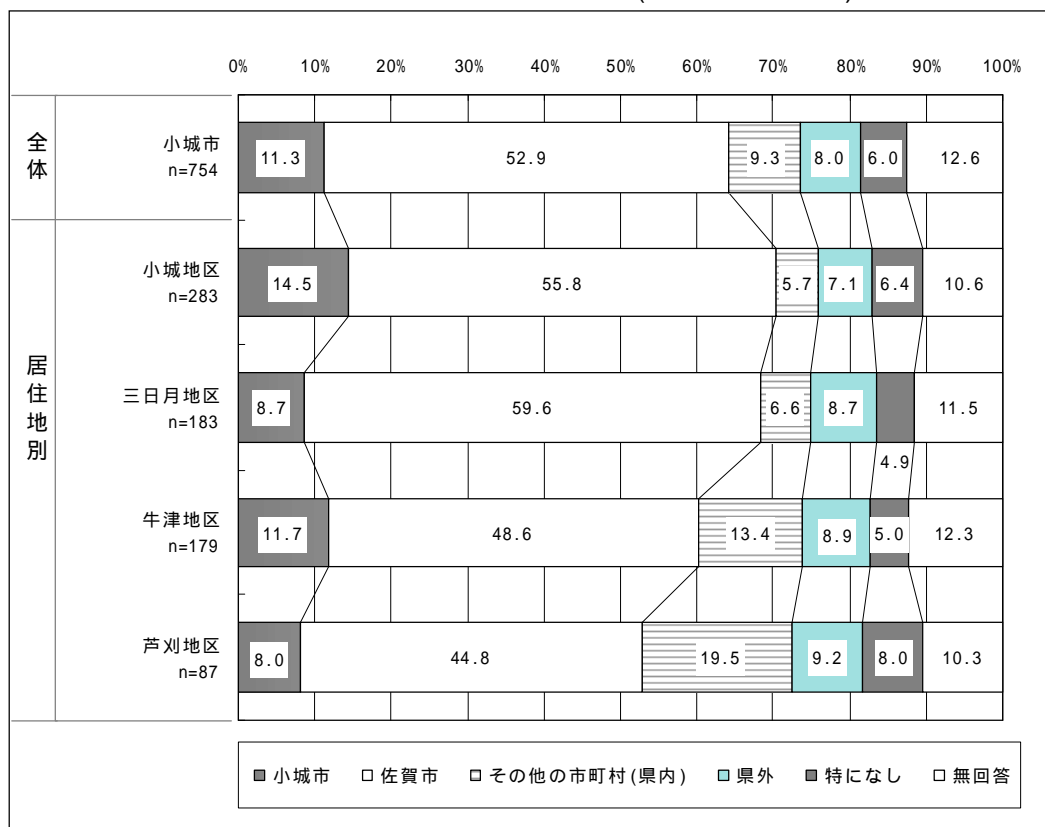 0% 10% 20% 30% 40% 50% 60% 70% 80% 90% 100%
全体
小城市
n=754
11.3 52.9 9.3 8.0 6.0 12.6
居住地別
小城地区
n=283
14.5 55.8 5.7 7.1 6.4 10.6
三日月地区
n=183
8.7 59.6 6.6 8.7 11.5
4.9
牛津地区
n=179
11.7 48.6 13.4 8.9 5.0 12.3
芦刈地区
n=87
8.0 44.8 19.5 9.2 8.0 10.3
小城市 佐賀市 その他の市町村(県内) 県外 特になし 無回答